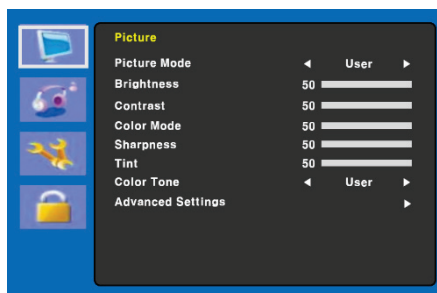 Picture
Picture Mode ◀ User ▶
Brightness 50
Contrast 50
Color Mode 50
Sharpness 50
Tint 50
Color Tone ◀ User ▶
Advanced Settings ▶